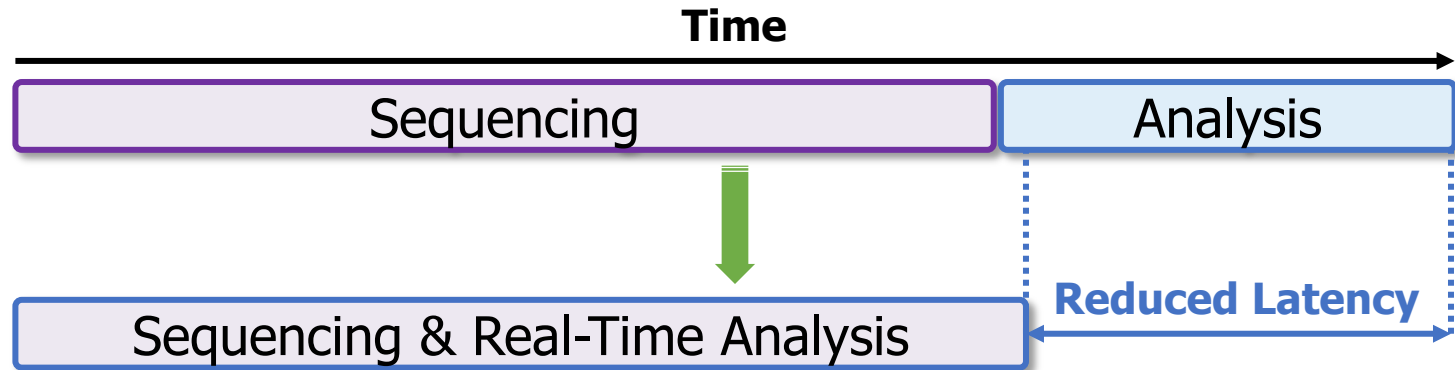 Time
Sequencing
Analysis
Reduced Latency
Sequencing & Real-Time Analysis